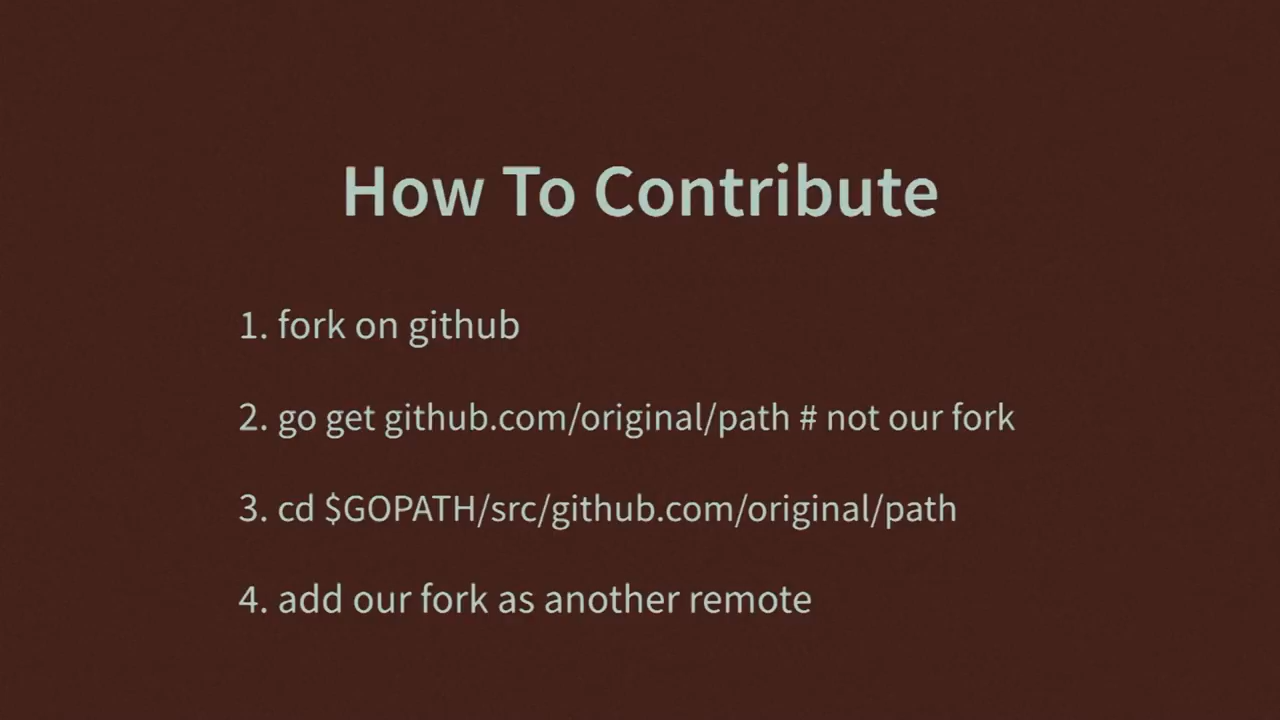 How To Contribute
1. fork on github
2. go get github.com/original/path # not our fork
3. cd $GOPATH/src/github.com/original/path
4. add our fork as another remote